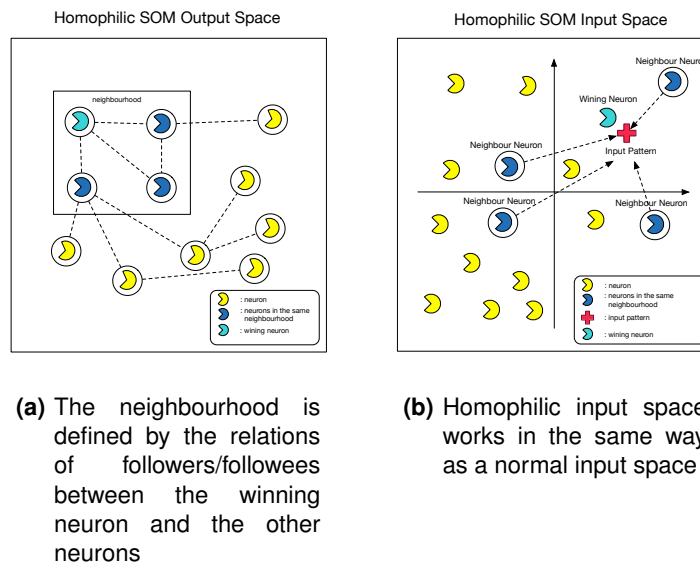 Homophilic SOM Output Space
neighbourhood
: neuron
: neurons in the same
neighbourhood
: wining neuron
(a) The neighbourhood is
defined by the relations
of followers/followees
between the winning
neuron and the other
neurons
Homophilic SOM Input Space
Neighbour Neuro
Wining Neuron
Neighbour Neuron
Input Pattern
Neighbour Neuron
Neighbour Neuron
: neuron
: neurons in the same
neighbourhood
: input pattern
: wining neuron
(b) Homophilic input space
works in the same way
as a normal input space